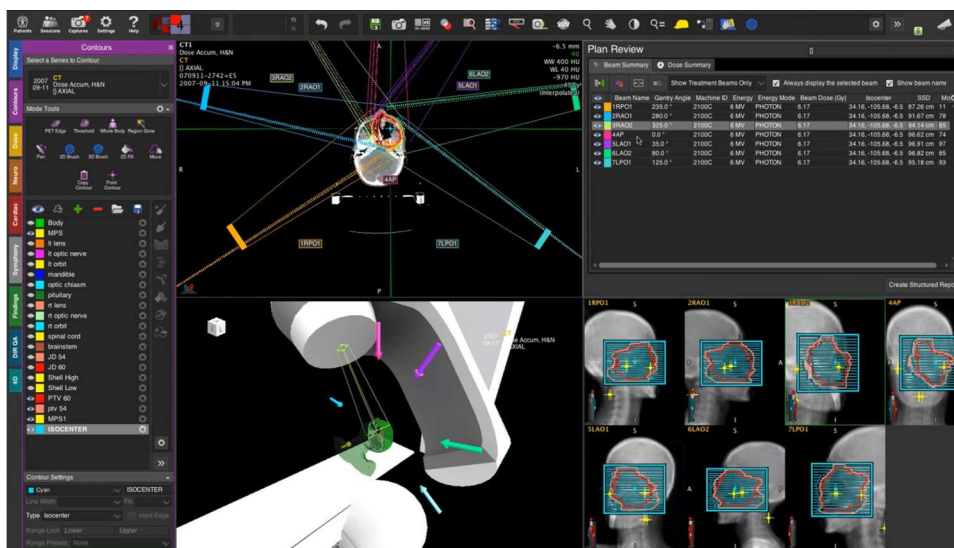 Patients Sessions Captures Settings Help
Contours
Select a Series to Contour
2007
09-11
CT
Dose Accum, H&N
[] AXIAL
Mode Tools
PET Edge Threshold Whole Body Region Grow
Pen 2D Brush 3D Brush 2D Fill Move
Copy Contour
Point Contour
Body
MPS
lt lens
lt optic nerve
lt orbit
mandible
optic chiasm
pituitary
rt lens
rt optic nerve
rt orbit
spinal cord
brainstem
JD 54
JD 60
Shell High
Shell Low
PTV 60
ptv 54
MPS1
ISOCENTER
Contour Settings
Cyan ISOCENTER
Line Width Fill
Type Isocenter Hard Edge
Range Lock Lower Upper
Range Presets None
Display
Contours
Dose
Neuro
Cardiac
Symphony
Findings
DIR QA
4D
CT1
Dose Accum, H&N
[] AXIAL
070911-2742=E5
2007-09-11 15:04 PM
A
-6.5 mm
WW 400 HU
WL 40 HU
-970 HU
(Interpolated)
3RAO2
2RAO1
6LAO2
5LAO1
R
L
4AP
1RPO1
7LPO1
P
2007
09-11
Dose Accum, H&N
AXIAL
Plan Review
Beam Summary Dose Summary
Show Treatment Beams Only Always display the selected beam Show beam name
Beam Name Gantry Angle Machine ID Energy Energy Mode Beam Dose (Gy) Isocenter SSD
1RPO1 235.0 ° 2100C 6 MV PHOTON 6.17 34.16, -105.68, -6.5 87.26 cm 11
2RAO1 280.0 ° 2100C 6 MV PHOTON 6.17 34.16, -105.68, -6.5 91.67 cm 78
3RAO2 325.0 ° 2100C 6 MV PHOTON 6.17 34.16, -105.68, -6.5 94.14 cm 85
4AP 0.0 ° 2100C 6 MV PHOTON 6.17 34.16, -105.68, -6.5 96.62 cm 74
5LAO1 35.0 ° 2100C 6 MV PHOTON 6.17 34.16, -105.68, -6.5 96.91 cm 97
6LAO2 80.0 ° 2100C 6 MV PHOTON 6.17 34.16, -105.68, -6.5 96.82 cm 85
7LPO1 125.0 ° 2100C 6 MV PHOTON 6.17 34.16, -105.68, -6.5 95.18 cm 93
Create Structured Repo
1RPO1 S 2RAO1 S S 4AP
A
I
5LAO1 S 6LAO2 S 7LPO1 S
A P
I I I